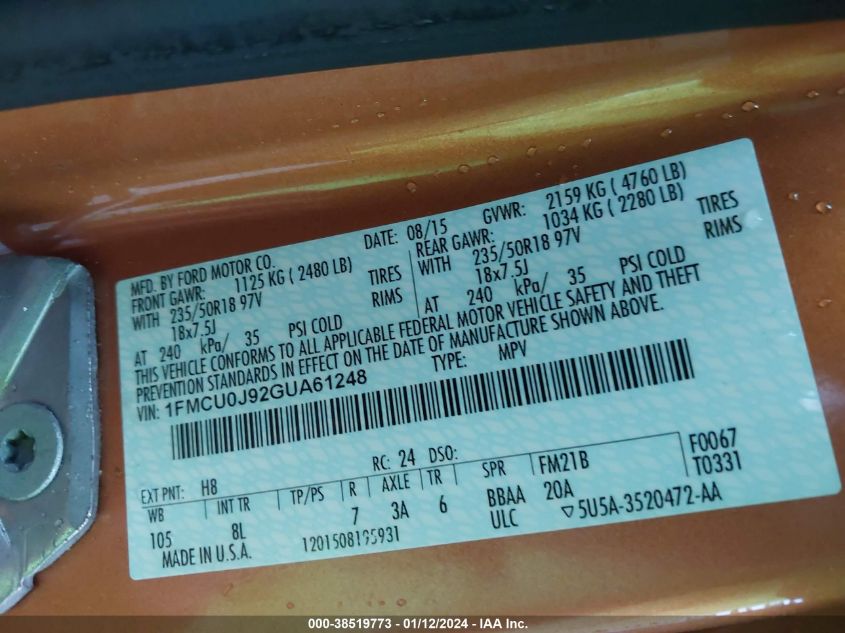 MFD. BY FORD MOTOR CO. DATE: 08/15 GVWR: 2159 KG ( 4760 LB)
FRONT GAWR: 1125 KG ( 2480 LB) REAR GAWR: 1034 KG ( 2280 LB)
WITH 235/50R18 97V TIRES WITH 235/50R18 97V TIRES
18x7.5J RIMS 18x7.5J RIMS
AT 240 kPa/ 35 PSI COLD AT 240 kPa/ 35 PSI COLD
THIS VEHICLE CONFORMS TO ALL APPLICABLE FEDERAL MOTOR VEHICLE SAFETY AND THEFT
PREVENTION STANDARDS IN EFFECT ON THE DATE OF MANUFACTURE SHOWN ABOVE.
VIN: 1FMCU0J92GUA61248 TYPE: MPV
EXT PNT: H8 RC: 24 DSO: F0067
WB INT TR TP/PS R AXLE TR SPR FM21B T0331
105 8L 7 3A 6 BBAA 20A
MADE IN U.S.A. ULC ▽5U5A-3520472-AA
000-38519773 - 01/12/2024 - IAA Inc.